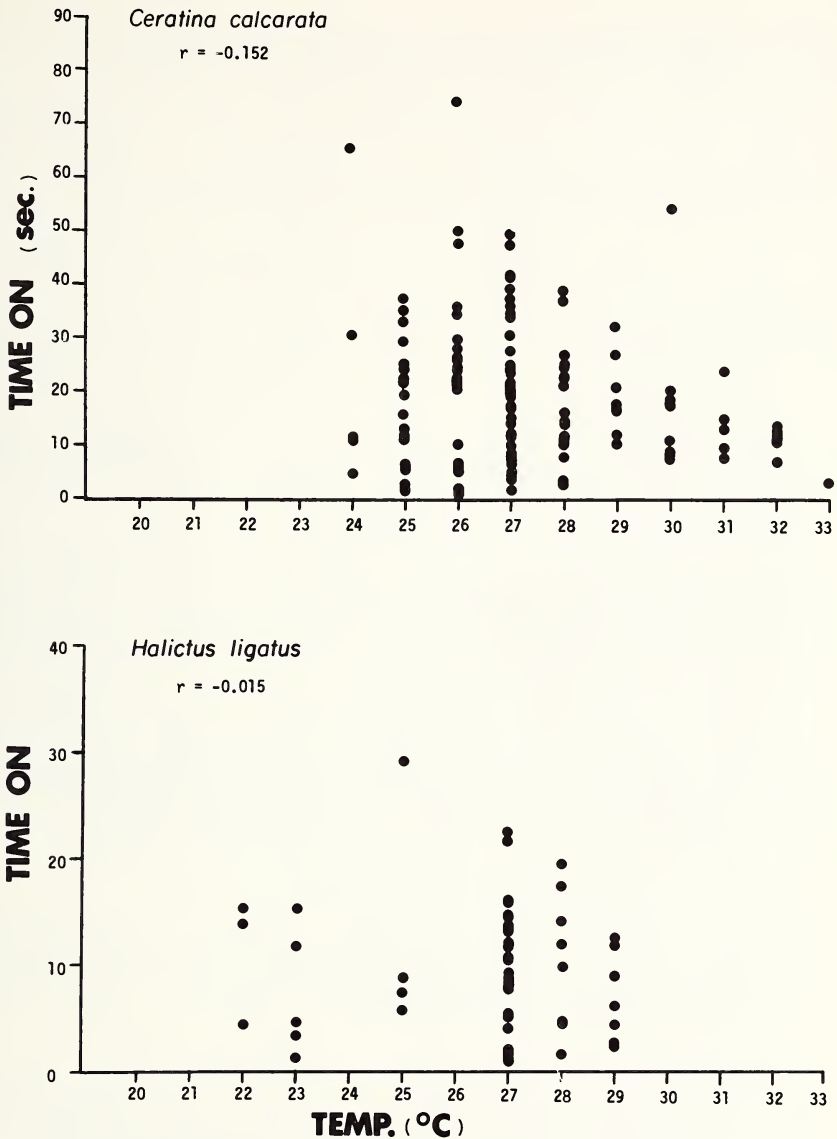 Ceratina calcarata
r = -0.152
90
80
70
60
50
40
30
20
10
0
TIME ON (sec.)
20 21 22 23 24 25 26 27 28 29 30 31 32 33
Halictus ligatus
r = -0.015
40
30
20
10
0
TIME ON
20 21 22 23 24 25 26 27 28 29 30 31 32 33
TEMP. (°C)